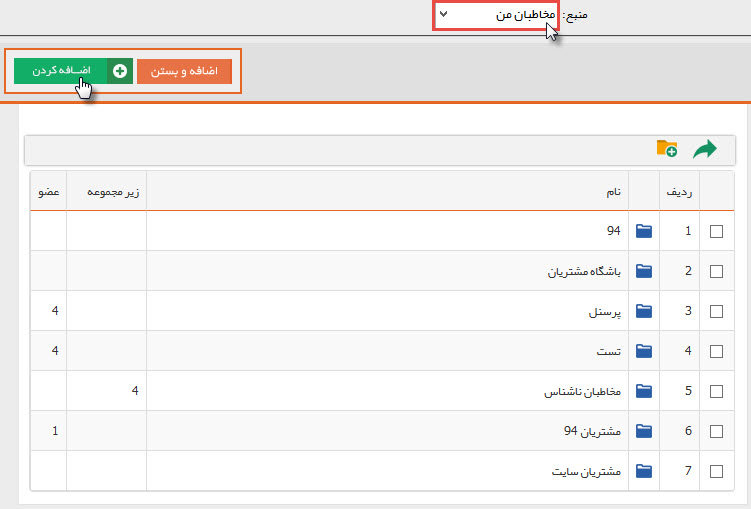 منبع: مخاطبان من
اضافه و بستن اضافه کردن
ردیف نام زیر مجموعه عضو
1 94
2 باشگاه مشتریان
3 پرسنل 4
4 تست 4
5 مخاطبان ناشناس 4
6 مشتریان 94 1
7 مشتریان سایت